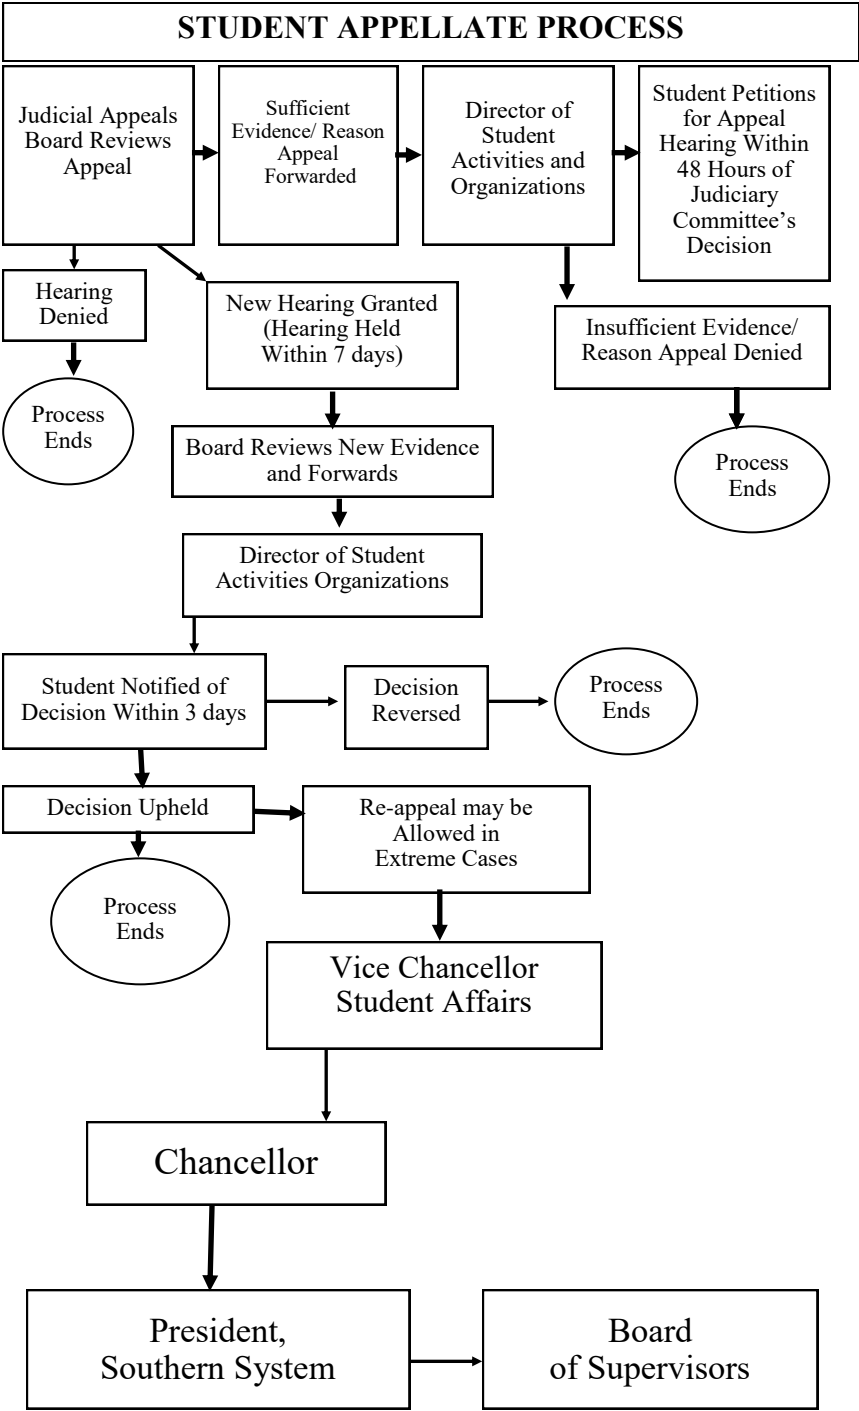 STUDENT APPELLATE PROCESS
Judicial Appeals
Board Reviews
Appeal
Sufficient
Evidence/ Reason
Appeal
Forwarded
Director of
Student
Activities and
Organizations
Student Petitions
for Appeal
Hearing Within
48 Hours of
Judiciary
Committee’s
Decision
Hearing
Denied
New Hearing Granted
(Hearing Held
Within 7 days)
Insufficient Evidence/
Reason Appeal Denied
Process
Ends
Board Reviews New Evidence
and Forwards
Process
Ends
Director of Student
Activities Organizations
Student Notified of
Decision Within 3 days
Decision
Reversed
Process
Ends
Decision Upheld
Re-appeal may be
Allowed in
Extreme Cases
Process
Ends
Vice Chancellor
Student Affairs
Chancellor
President,
Southern System
Board
of Supervisors